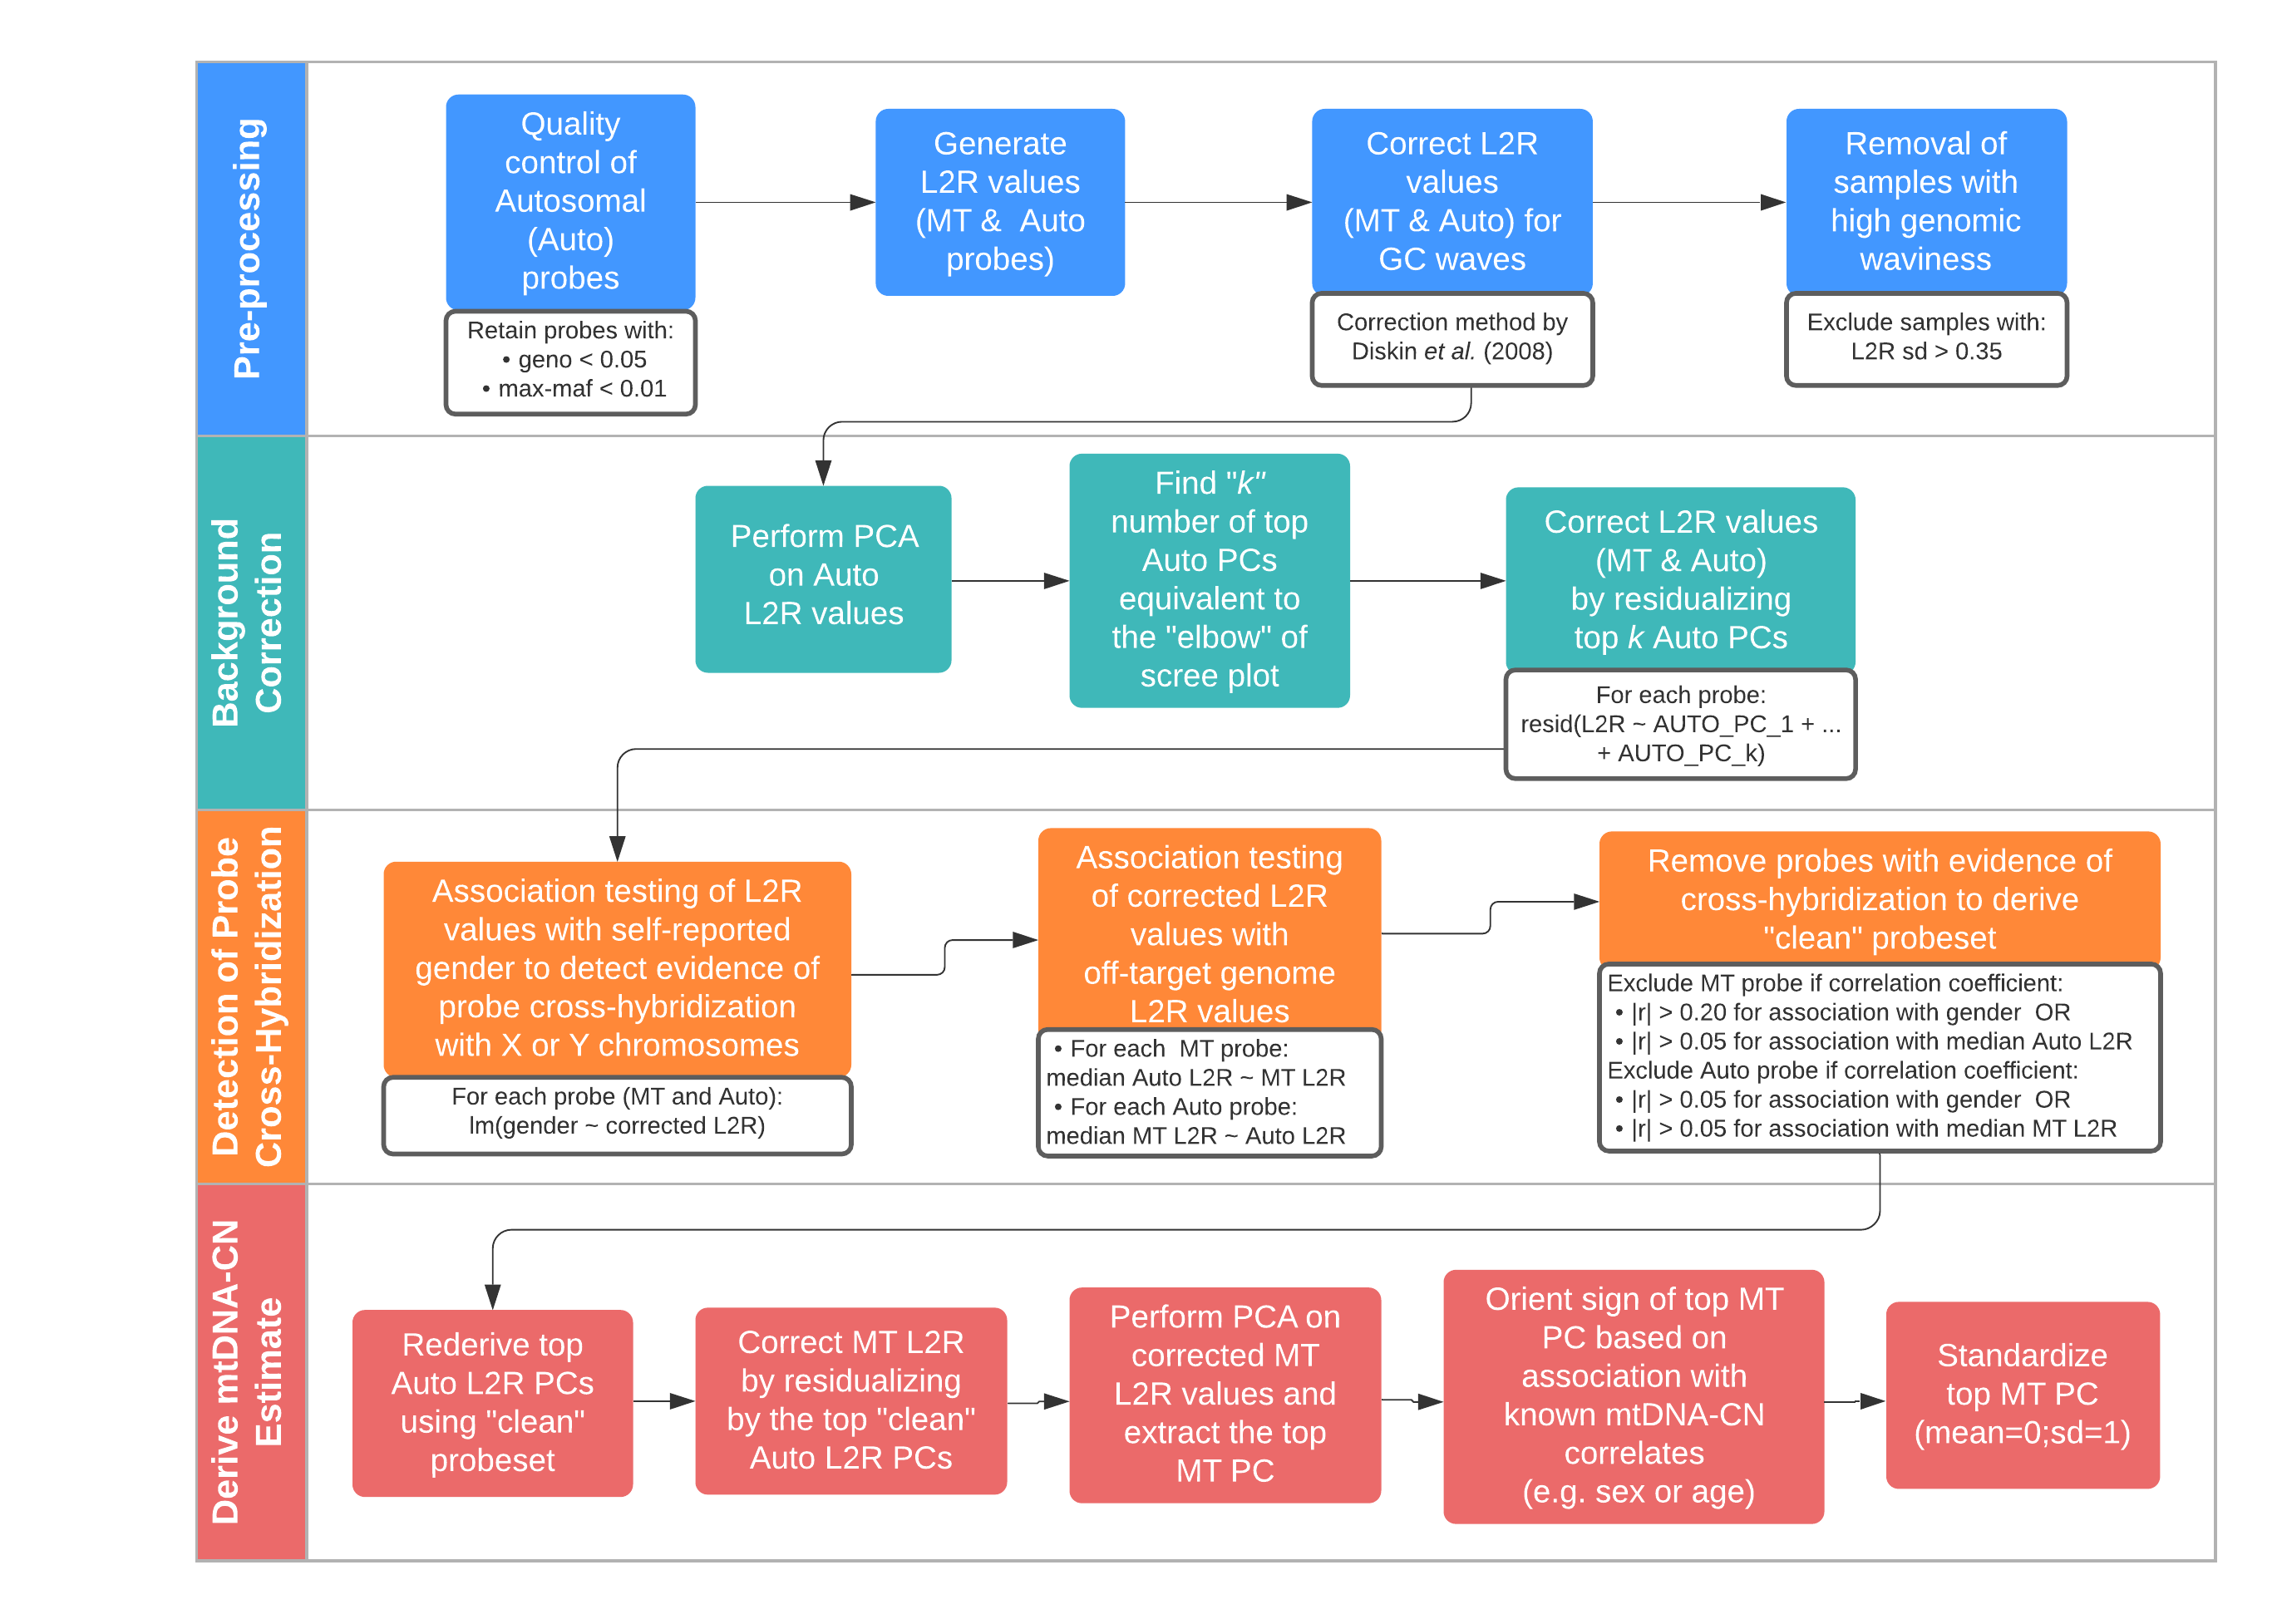 Pre-processing
Quality
control of
Autosomal
(Auto)
probes
Retain probes with:
• geno < 0.05
• max-maf < 0.01
Generate
L2R values
(MT & Auto
probes)
Correct L2R
values
(MT & Auto) for
GC waves
Correction method by
Diskin et al. (2008)
Removal of
samples with
high genomic
waviness
Exclude samples with:
L2R sd > 0.35
Background
Correction
Perform PCA
on Auto
L2R values
Find "k"
number of top
Auto PCs
equivalent to
the "elbow" of
scree plot
Correct L2R values
(MT & Auto)
by residualizing
top k Auto PCs
For each probe:
resid(L2R ~ AUTO_PC_1 + ...
+ AUTO_PC_k)
Detection of Probe
Cross-Hybridization
Association testing of L2R
values with self-reported
gender to detect evidence of
probe cross-hybridization
with X or Y chromosomes
For each probe (MT and Auto):
lm(gender ~ corrected L2R)
Association testing
of corrected L2R
values with
off-target genome
L2R values
• For each MT probe:
median Auto L2R ~ MT L2R
• For each Auto probe:
median MT L2R ~ Auto L2R
Remove probes with evidence of
cross-hybridization to derive
"clean" probeset
Exclude MT probe if correlation coefficient:
• |r| > 0.20 for association with gender OR
• |r| > 0.05 for association with median Auto L2R
Exclude Auto probe if correlation coefficient:
• |r| > 0.05 for association with gender OR
• |r| > 0.05 for association with median MT L2R
Derive mtDNA-CN
Estimate
Rederive top
Auto L2R PCs
using "clean"
probeset
Correct MT L2R
by residualizing
by the top "clean"
Auto L2R PCs
Perform PCA on
corrected MT
L2R values and
extract the top
MT PC
Orient sign of top MT
PC based on
association with
known mtDNA-CN
correlates
(e.g. sex or age)
Standardize
top MT PC
(mean=0;sd=1)